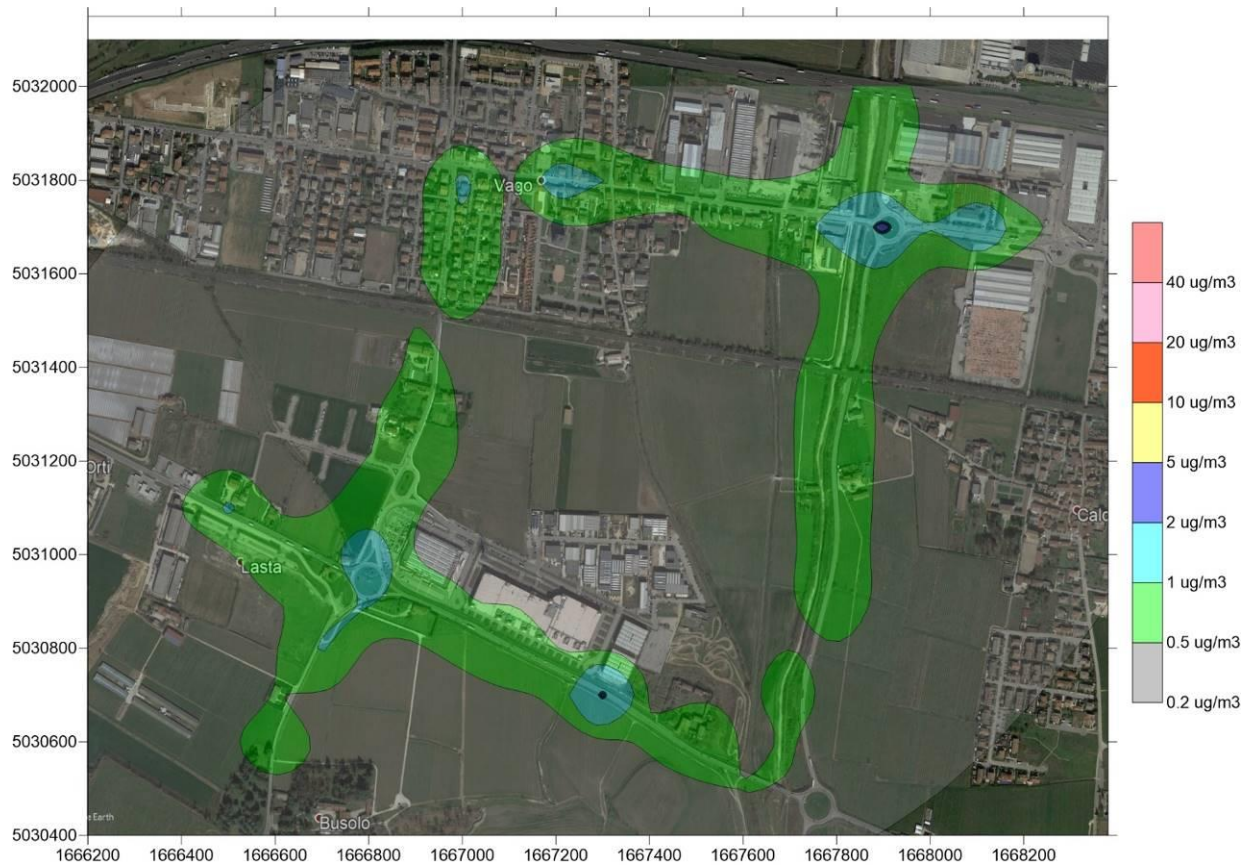 5032000
5031800
5031600
5031400
5031200
5031000
5030800
5030600
5030400
1666200 1666400 1666600 1666800 1667000 1667200 1667400 1667600 1667800 1668000 1668200
Vago
Orti
Lasta
Calc
Busolo
e Earth
40 ug/m3
20 ug/m3
10 ug/m3
5 ug/m3
2 ug/m3
1 ug/m3
0.5 ug/m3
0.2 ug/m3